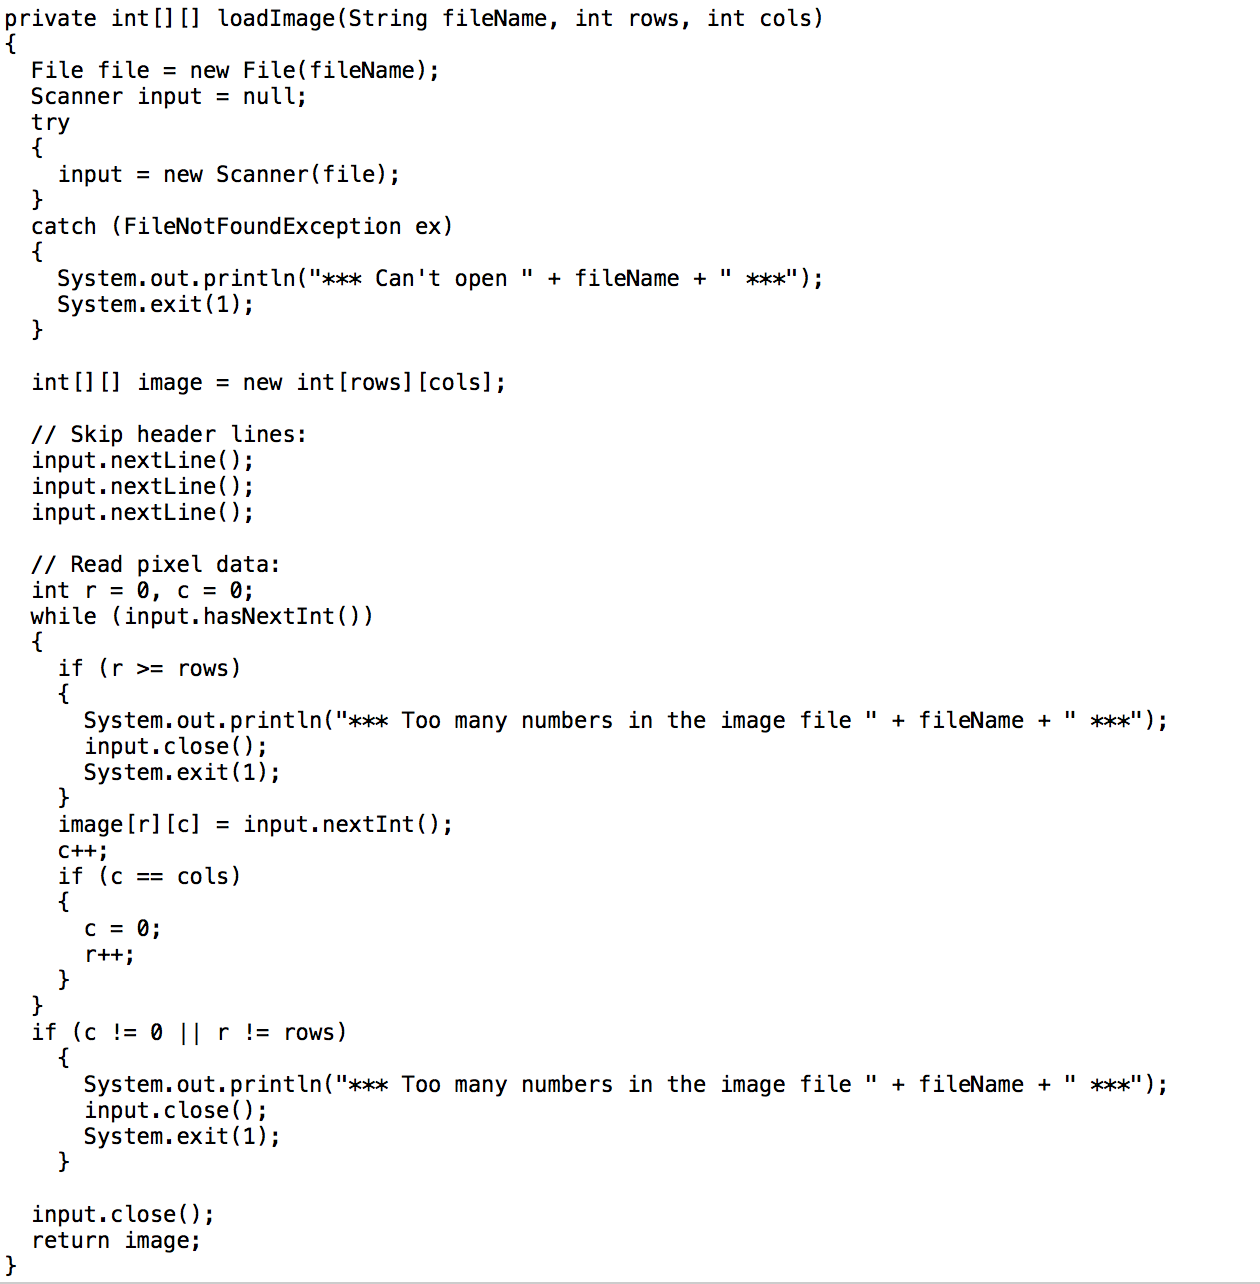 private int[][] loadImage(String fileName, int rows, int cols)
{
  File file = new File(fileName);
  Scanner input = null;
  try
  {
    input = new Scanner(file);
  }
  catch (FileNotFoundException ex)
  {
    System.out.println("*** Can't open " + fileName + " ***");
    System.exit(1);
  }

  int[][] image = new int[rows][cols];

  // Skip header lines:
  input.nextLine();
  input.nextLine();
  input.nextLine();

  // Read pixel data:
  int r = 0, c = 0;
  while (input.hasNextInt())
  {
    if (r >= rows)
    {
      System.out.println("*** Too many numbers in the image file " + fileName + " ***");
      input.close();
      System.exit(1);
    }
    image[r][c] = input.nextInt();
    c++;
    if (c == cols)
    {
      c = 0;
      r++;
    }
  }
  if (c != 0 || r != rows)
    {
      System.out.println("*** Too many numbers in the image file " + fileName + " ***");
      input.close();
      System.exit(1);
    }

  input.close();
  return image;
}